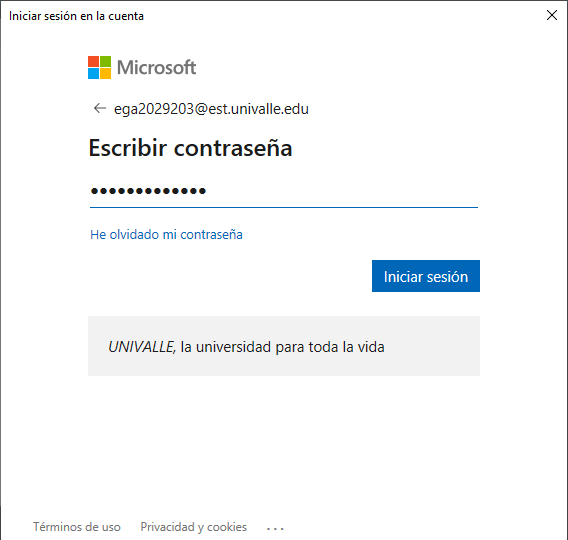 Iniciar sesión en la cuenta
Microsoft
ega2029203@est.univalle.edu
Escribir contraseña
•••••••••••••
He olvidado mi contraseña
Iniciar sesión
UNIVALLE, la universidad para toda la vida
Términos de uso Privacidad y cookies ...